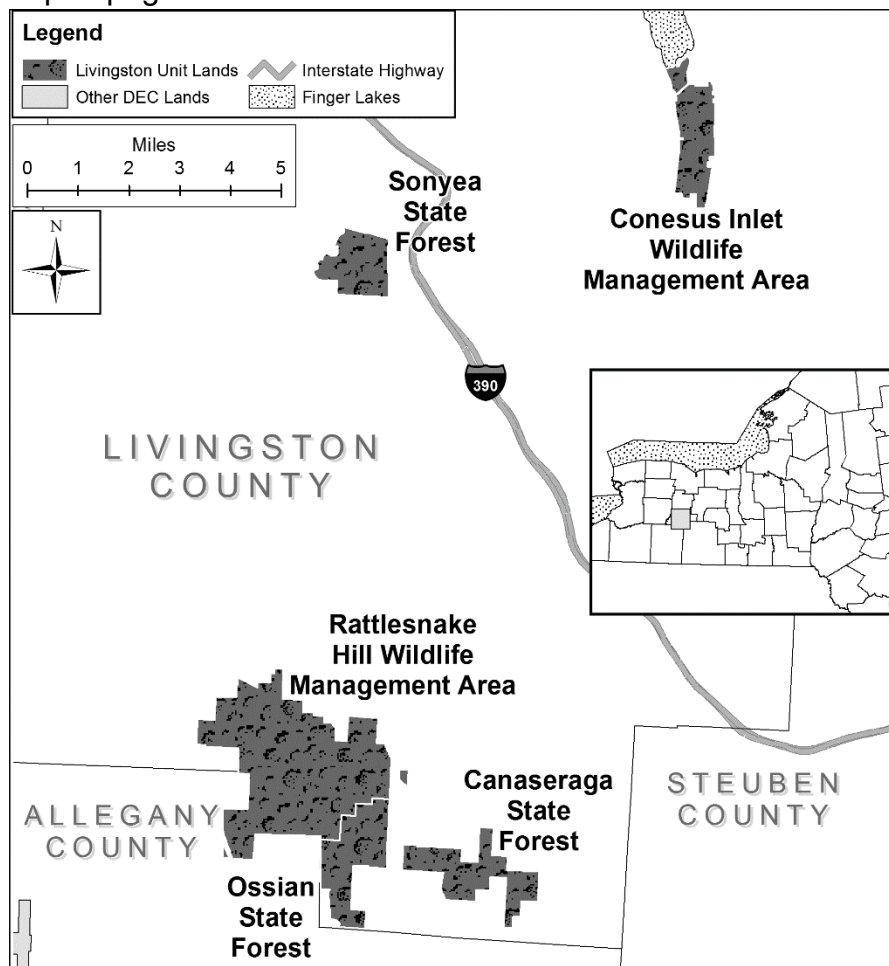 Legend
Livingston Unit Lands
Interstate Highway
Other DEC Lands
Finger Lakes
Miles
0 1 2 3 4 5
N
Sonyea
State
Forest
Conesus Inlet
Wildlife
Management Area
390
LIVINGSTON
COUNTY
Rattlesnake
Hill Wildlife
Management Area
Canaseraga
State
Forest
STEUBEN
COUNTY
ALLEGANY
COUNTY
Ossian
State
Forest